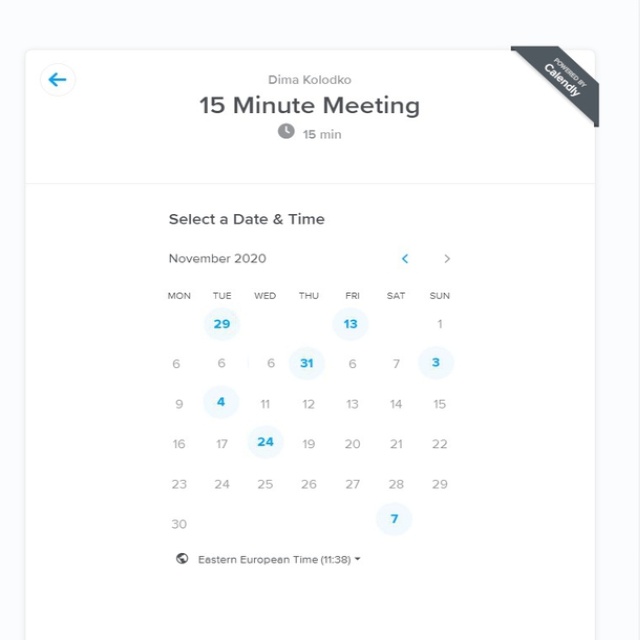 Dima Kolodko
POWERED BY
Calendly
15 Minute Meeting
15 min
Select a Date & Time
November 2020
MON TUE WED THU FRI SAT SUN
29 13 1
6 6 6 31 6 7 3
9 4 11 12 13 14 15
16 17 24 19 20 21 22
23 24 25 26 27 28 29
30 7
Eastern European Time (11:38)